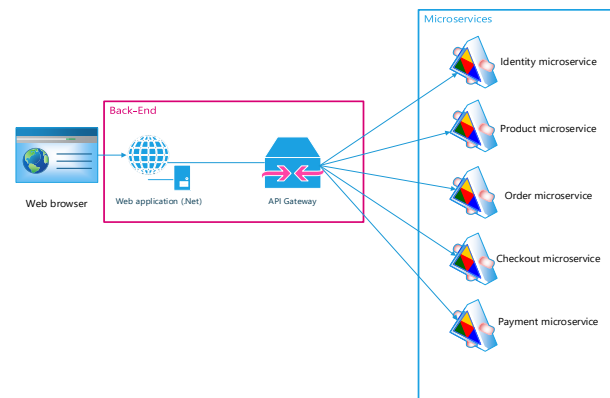 Microservices
Identity microservice
Back-End
Product microservice
Web browser
Web application (.Net)
API Gateway
Order microservice
Checkout microservice
Payment microservice